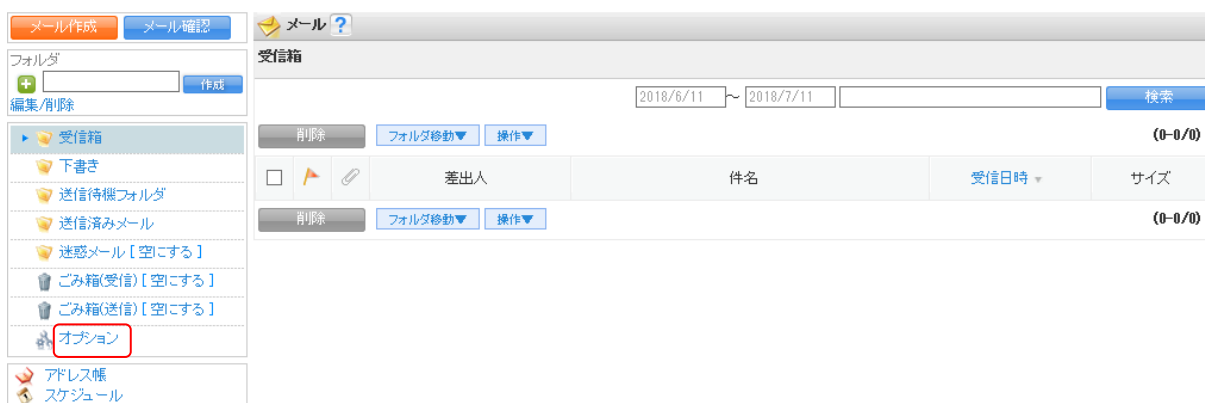 メール作成 メール確認
フォルダ
作成
編集/削除
受信箱
下書き
送信待機フォルダ
送信済みメール
迷惑メール [ 空にする ]
ごみ箱(受信) [ 空にする ]
ごみ箱(送信) [ 空にする ]
オプション
アドレス帳
スケジュール
メール ?
受信箱
2018/6/11 ～ 2018/7/11 検索
削除 フォルダ移動▼ 操作▼ (0-0/0)
差出人 件名 受信日時 サイズ
削除 フォルダ移動▼ 操作▼ (0-0/0)